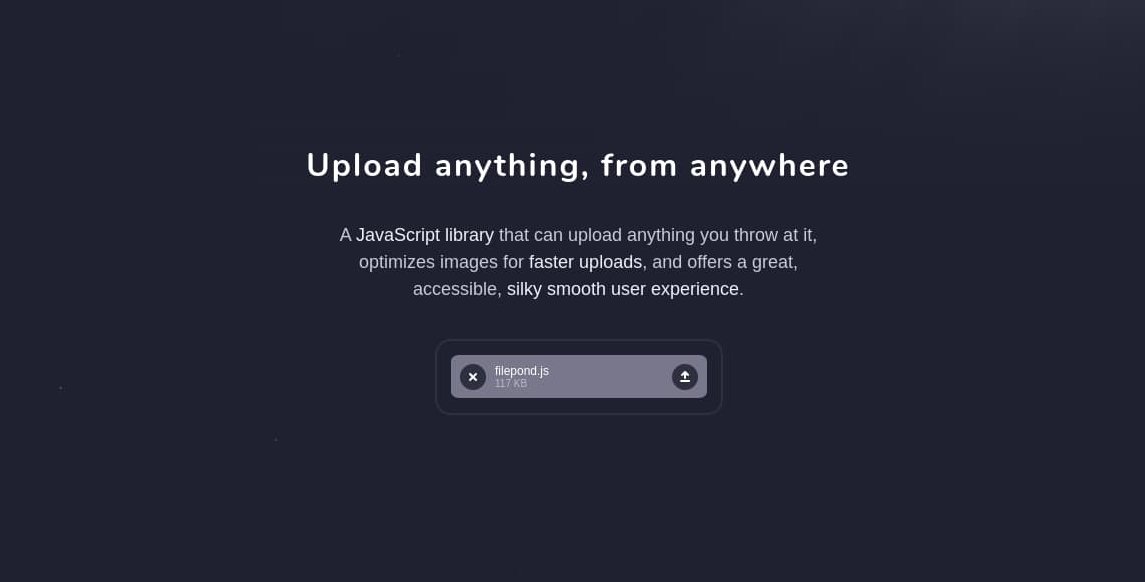 Upload anything, from anywhere
A JavaScript library that can upload anything you throw at it,
optimizes images for faster uploads, and offers a great,
accessible, silky smooth user experience.
filepond.js
117 KB